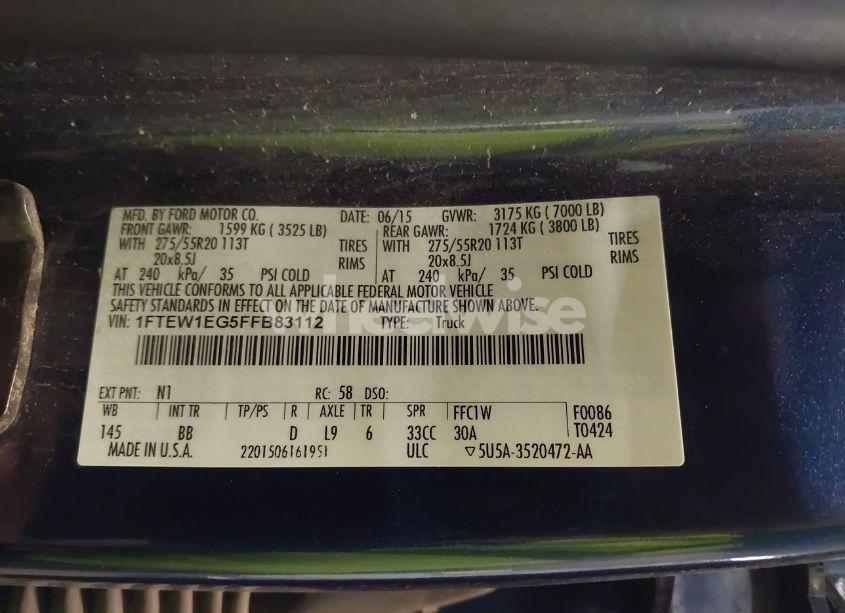 MFD. BY FORD MOTOR CO. DATE: 06/15 GVWR: 3175 KG ( 7000 LB)
FRONT GAWR: 1599 KG ( 3525 LB) REAR GAWR: 1724 KG ( 3800 LB)
WITH 275/55R20 113T TIRES WITH 275/55R20 113T TIRES
20x8.5J RIMS 20x8.5J RIMS
AT 240 kPa/ 35 PSI COLD AT 240 kPa/ 35 PSI COLD
THIS VEHICLE CONFORMS TO ALL APPLICABLE FEDERAL MOTOR VEHICLE
SAFETY STANDARDS IN EFFECT ON THE DATE OF MANUFACTURE SHOWN ABOVE.
wheelwise
VIN: 1FTEW1EG5FFB83112 TYPE: Truck
EXT PNT: N1 RC: 58 DSO:
WB INT TR TP/PS R AXLE TR SPR FFC1W F0086
145 BB D L9 6 33CC 30A T0424
MADE IN U.S.A. ULC ▽5U5A-3520472-AA